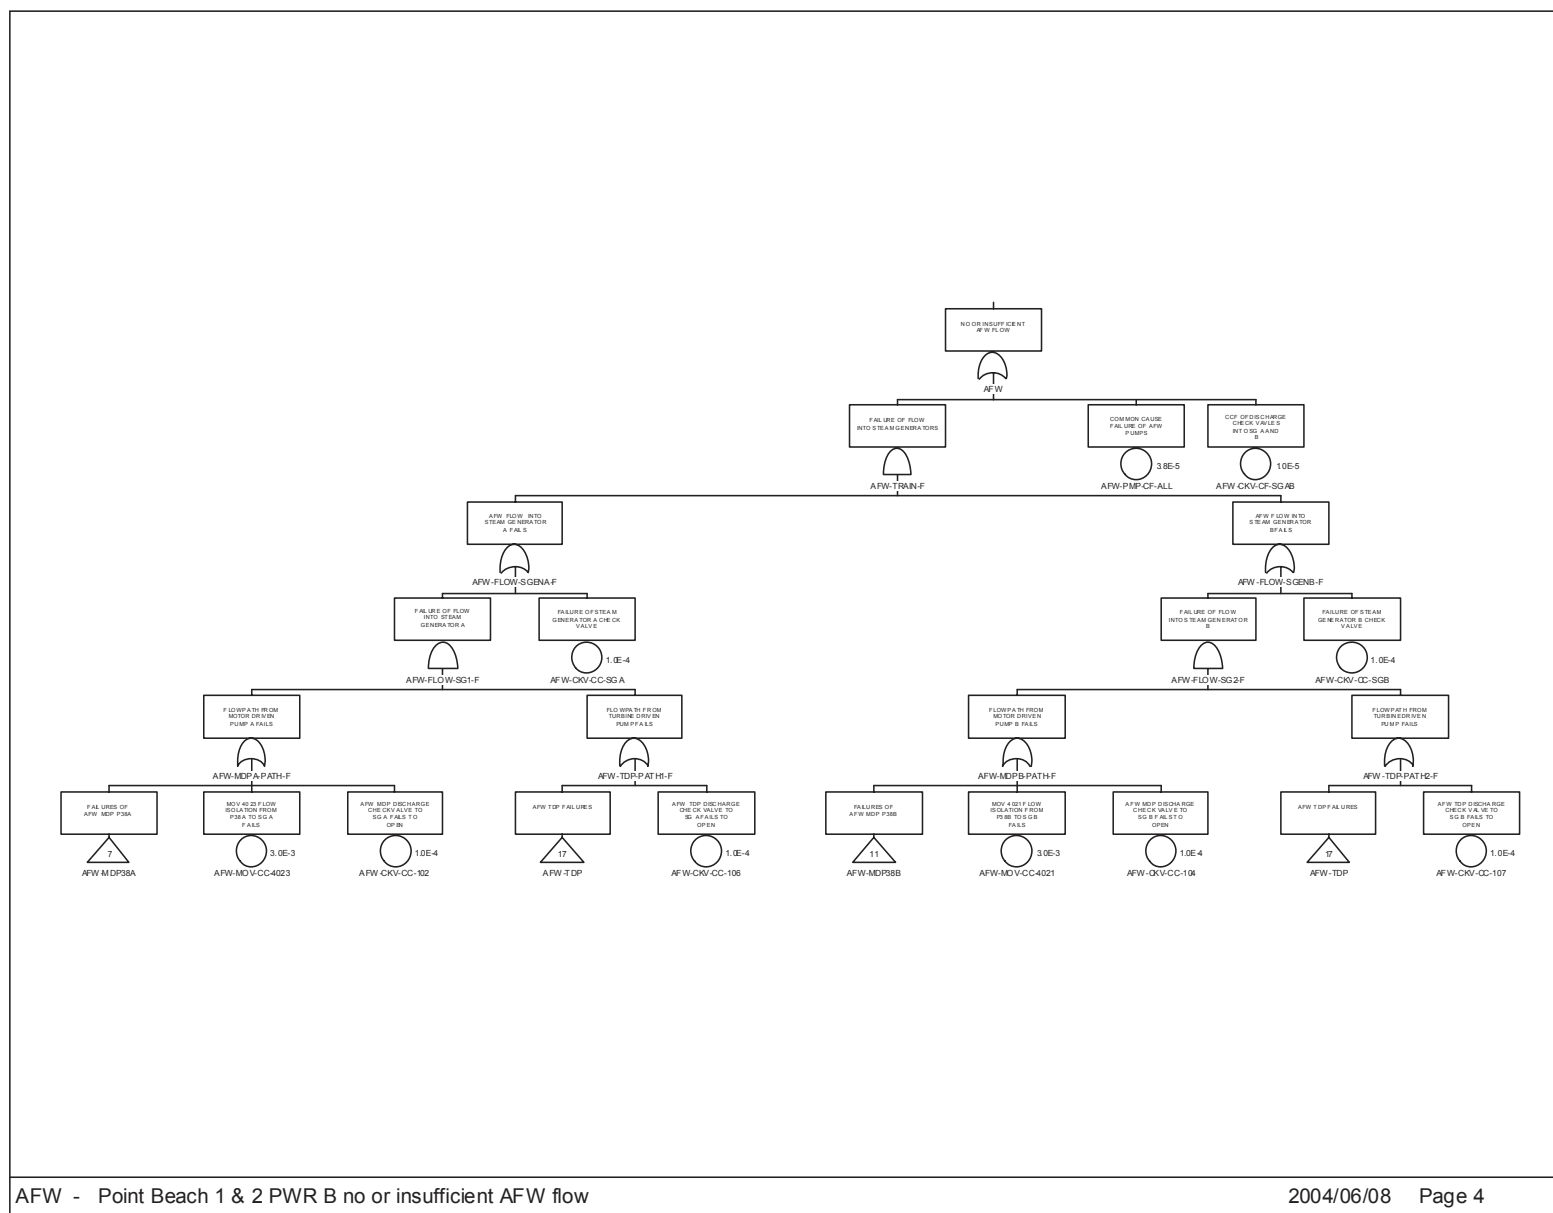 NO OR INSUFFICIENT
AFW FLOW
AFW
FAILURE OF FLOW
INTO STEAM GENERATORS
AFW-TRAIN-F
COMMON CAUSE
FAILURE OF AFW
PUMPS
3.8E-5
AFW-PMP-CF-ALL
CCF OF DISCHARGE
CHECK VAVLES
INTO SG A AND
B
1.0E-5
AFW-CKV-CF-SGAB
AFW FLOW INTO
STEAM GENERATOR
A FAILS
AFW-FLOW-SGENA-F
AFW FLOW INTO
STEAM GENERATOR
B FAILS
AFW-FLOW-SGENB-F
FAILURE OF FLOW
INTO STEAM
GENERATOR A
AFW-FLOW-SG1-F
FAILURE OF STEAM
GENERATOR A CHECK
VALVE
1.0E-4
AFW-CKV-CC-SGA
FAILURE OF FLOW
INTO STEAM GENERATOR
B
AFW-FLOW-SG2-F
FAILURE OF STEAM
GENERATOR B CHECK
VALVE
1.0E-4
AFW-CKV-CC-SGB
FLOWPATH FROM
MOTOR DRIVEN
PUMP A FAILS
AFW-MDPA-PATH-F
FLOWPATH FROM
TURBINE DRIVEN
PUMP FAILS
AFW-TDP-PATH1-F
FLOWPATH FROM
MOTOR DRIVEN
PUMP B FAILS
AFW-MDPB-PATH-F
FLOWPATH FROM
TURBINE DRIVEN
PUMP FAILS
AFW-TDP-PATH2-F
FAILURES OF
AFW MDP P38A
7
AFW-MDP38A
MOV 4023 FLOW
ISOLATION FROM
P38A TO SG A
FAILS
3.0E-3
AFW-MOV-CC-4023
AFW MDP DISCHARGE
CHECK VALVE TO
SG A FAILS TO
OPEN
1.0E-4
AFW-CKV-CC-102
AFW TDP FAILURES
17
AFW-TDP
AFW TDP DISCHARGE
CHECK VALVE TO
SG A FAILS TO
OPEN
1.0E-4
AFW-CKV-CC-106
FAILURES OF
AFW MDP P38B
11
AFW-MDP38B
MOV 4021 FLOW
ISOLATION FROM
P38B TO SG B
FAILS
3.0E-3
AFW-MOV-CC-4021
AFW MDP DISCHARGE
CHECK VALVE TO
SG B FAILS TO
OPEN
1.0E-4
AFW-CKV-CC-104
AFW TDP FAILURES
17
AFW-TDP
AFW TDP DISCHARGE
CHECK VALVE TO
SG B FAILS TO
OPEN
1.0E-4
AFW-CKV-CC-107
AFW - Point Beach 1 & 2 PWR B no or insufficient AFW flow 2004/06/08 Page 4